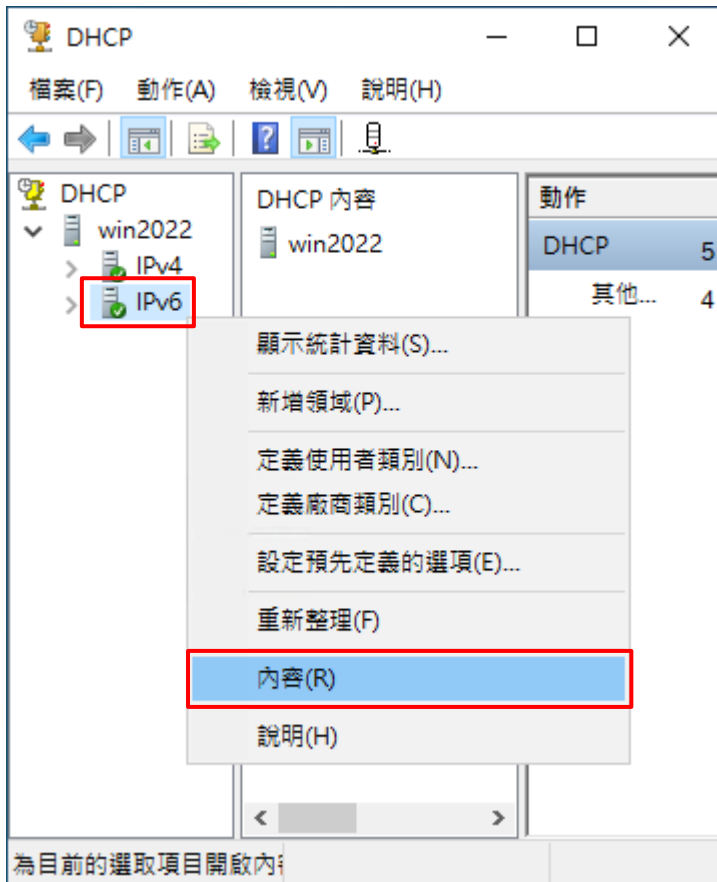 DHCP
檔案(F) 動作(A) 檢視(V) 說明(H)
DHCP
win2022
IPv4
IPv6
DHCP 內容
win2022
動作
DHCP 5
其他... 4
顯示統計資料(S)...
新增領域(P)...
定義使用者類別(N)...
定義廠商類別(C)...
設定預先定義的選項(E)...
重新整理(F)
內容(R)
說明(H)
為目前的選取項目開啟內